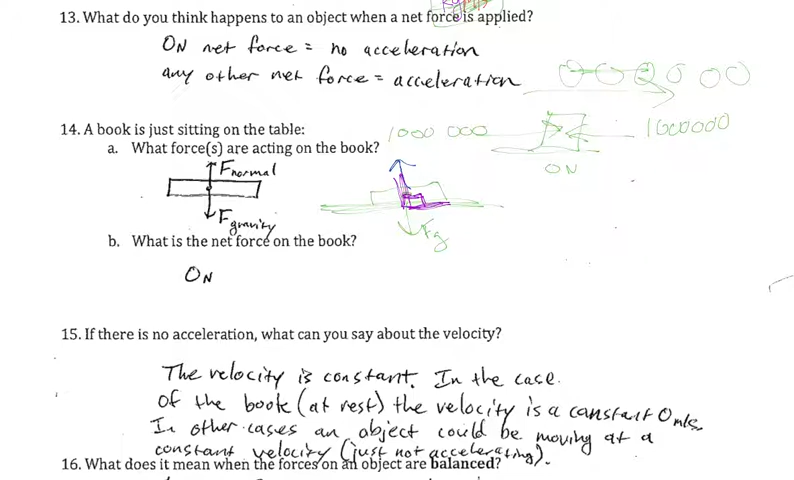 13. What do you think happens to an object when a net force is applied?
0N net force = no acceleration
any other net force = acceleration
14. A book is just sitting on the table:
1000 000
1000000
a. What force(s) are acting on the book?
Fnormal
0N
Fgravity
Fg
b. What is the net force on the book?
0N
15. If there is no acceleration, what can you say about the velocity?
The velocity is constant. In the case
of the book (at rest) the velocity is a constant 0 m/s.
In other cases an object could be moving at a
constant velocity (just not accelerating).
16. What does it mean when the forces on an object are balanced?